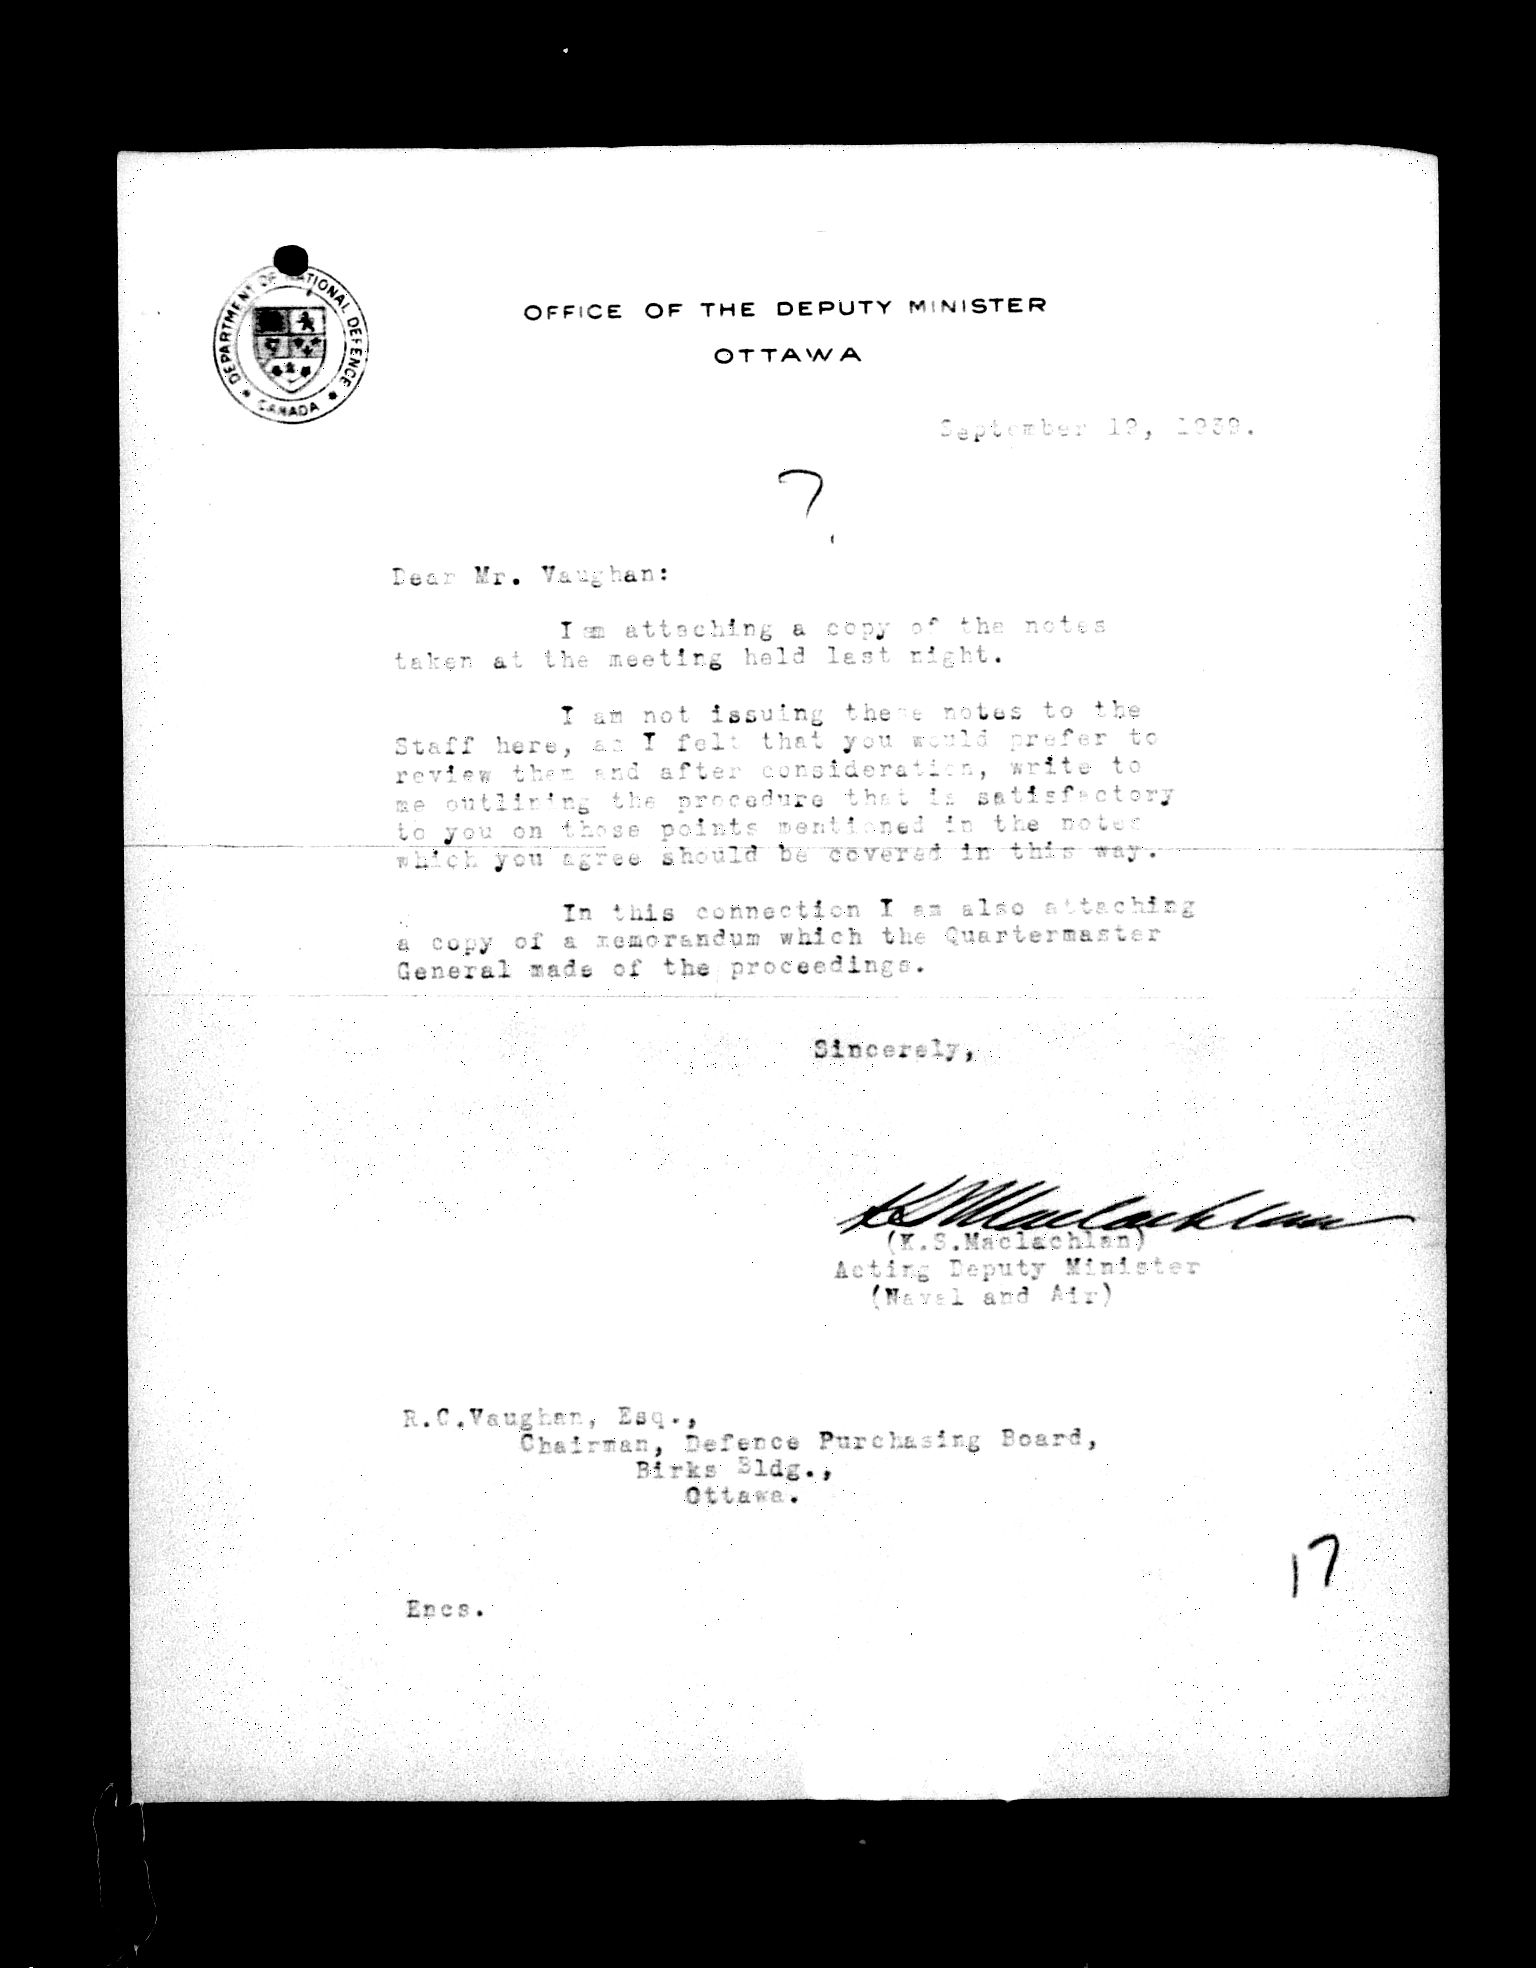 DEPARTMENT OF NATIONAL DEFENCE
CANADA
OFFICE OF THE DEPUTY MINISTER
OTTAWA
September 19, 1939.
7
Dear Mr. Vaughan:
I am attaching a copy of the notes
taken at the meeting held last night.
I am not issuing these notes to the
Staff here, as I felt that you would prefer to
review them and after consideration, write to
me outlining the procedure that is satisfactory
to you on those points mentioned in the notes
which you agree should be covered in this way.
In this connection I am also attaching
a copy of a memorandum which the Quartermaster
General made of the proceedings.
Sincerely,
K S Maclachlan
(K.S.Maclachlan)
Acting Deputy Minister
(Naval and Air)
R.C.Vaughan, Esq.,
Chairman, Defence Purchasing Board,
Birks Bldg.,
Ottawa.
17
Encs.